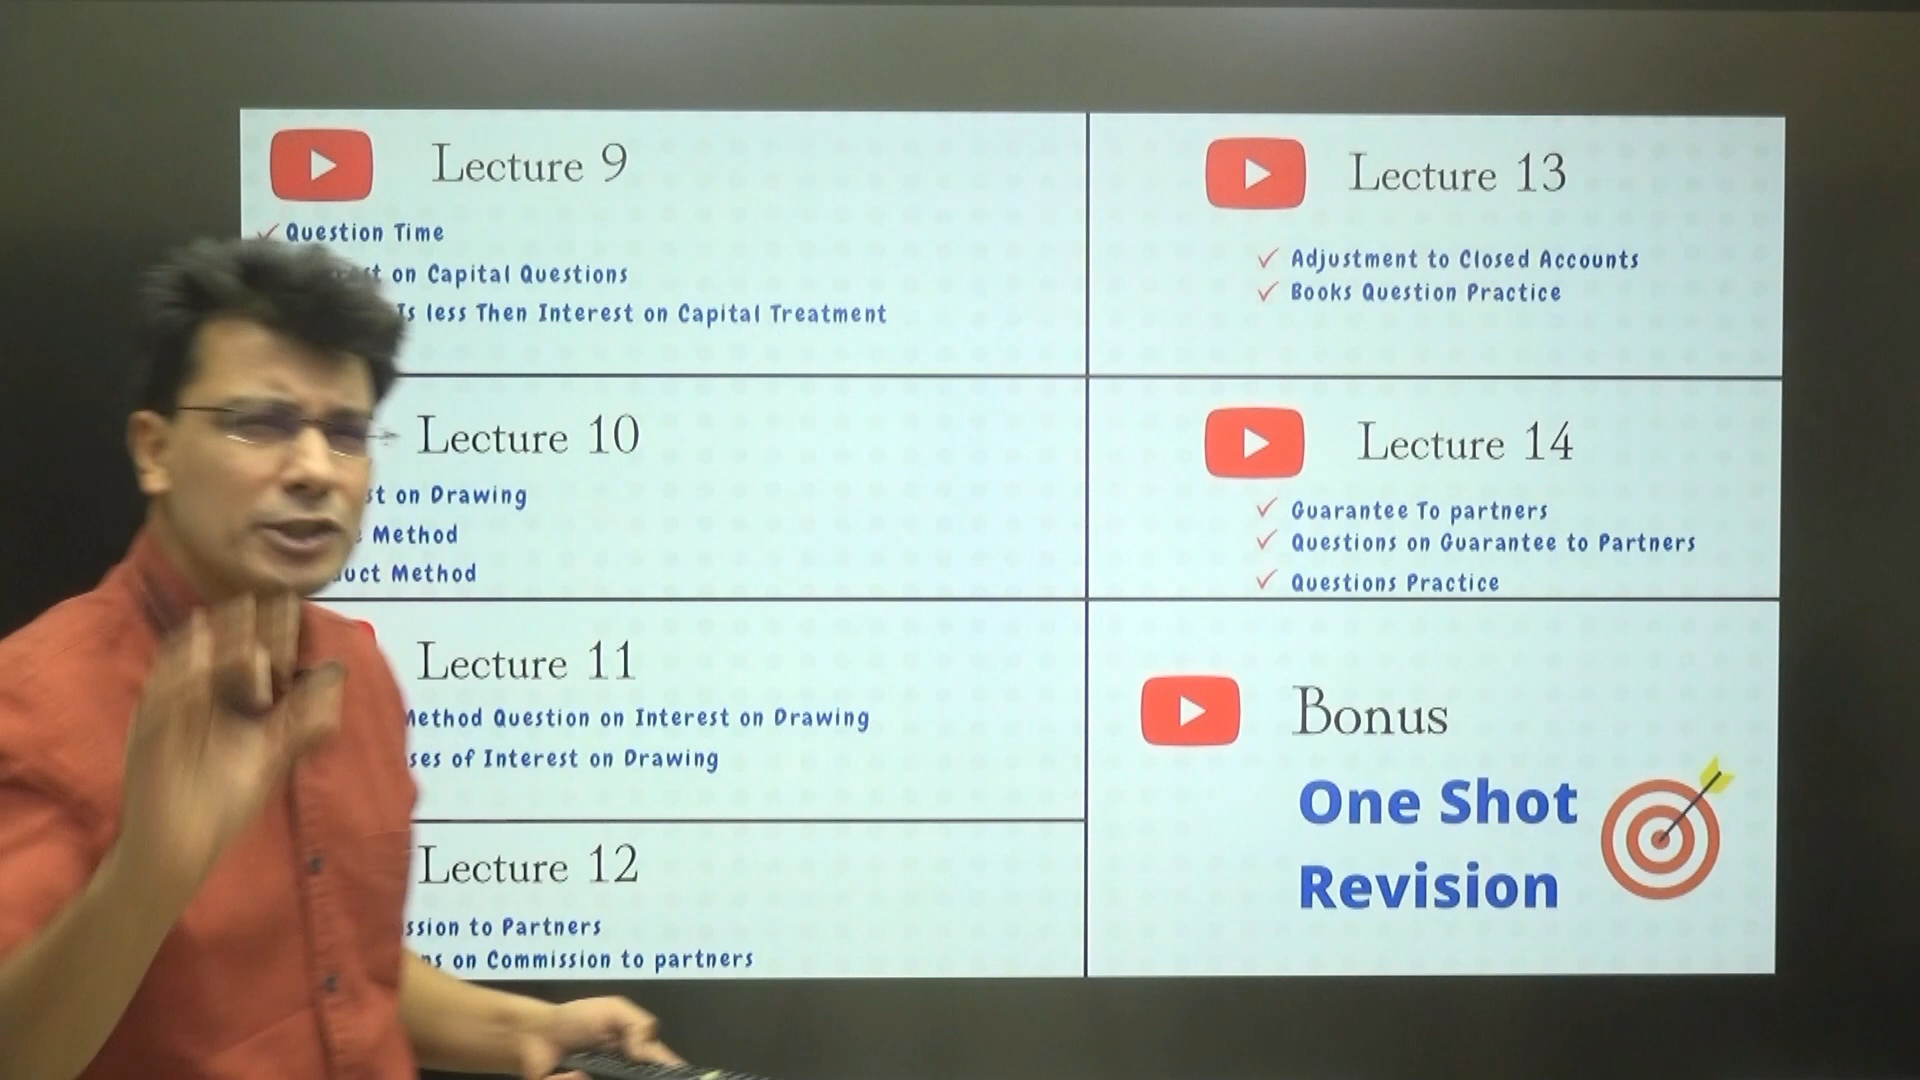 Lecture 9
Question Time
on Capital Questions
Is less Then Interest on Capital Treatment
Lecture 10
on Drawing
Method
Method
Lecture 11
Method Question on Interest on Drawing
of Interest on Drawing
Lecture 12
to Partners
on Commission to partners
Lecture 13
Adjustment to Closed Accounts
Books Question Practice
Lecture 14
Guarantee To partners
Questions on Guarantee to Partners
Questions Practice
Bonus
One Shot
Revision